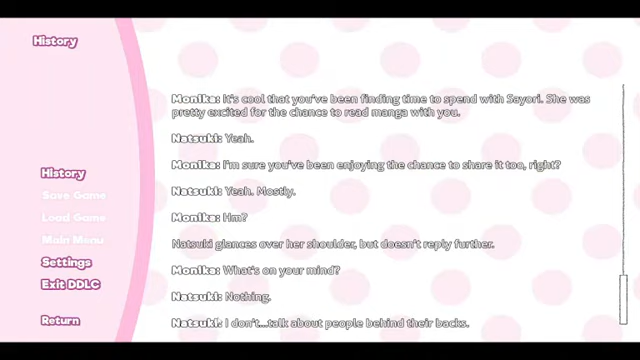 History
Monika: It's cool that you've been finding time to spend with Sayori. She was
pretty excited for the chance to read manga with you.
Natsuki: Yeah.
Monika: I'm sure you've been enjoying the chance to share it too, right?
Natsuki: Yeah. Mostly.
Monika: Hm?
Natsuki glances over her shoulder, but doesn't reply further.
Monika: What's on your mind?
Natsuki: Nothing.
Natsuki: I don't...talk about people behind their backs.
History
Save Game
Load Game
Main Menu
Settings
Exit DDLC
Return